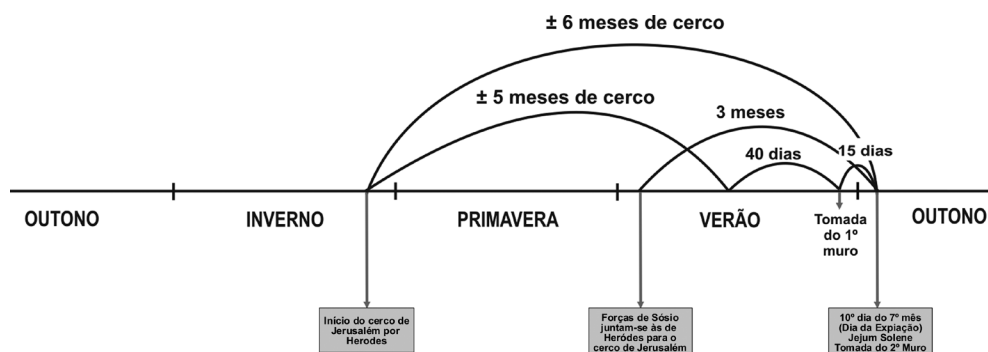 ± 6 meses de cerco
± 5 meses de cerco
3 meses
40 dias
15 dias
OUTONO
INVERNO
PRIMAVERA
VERÃO
Tomada
do 1º
muro
OUTONO
Início do cerco de
Jerusalém por
Herodes
Forças de Sósio
juntam-se às de
Heródes para o
cerco de Jerusalém
10º dia do 7º mês
(Dia da Expiação)
Jejum Solene
Tomada do 2º Muro